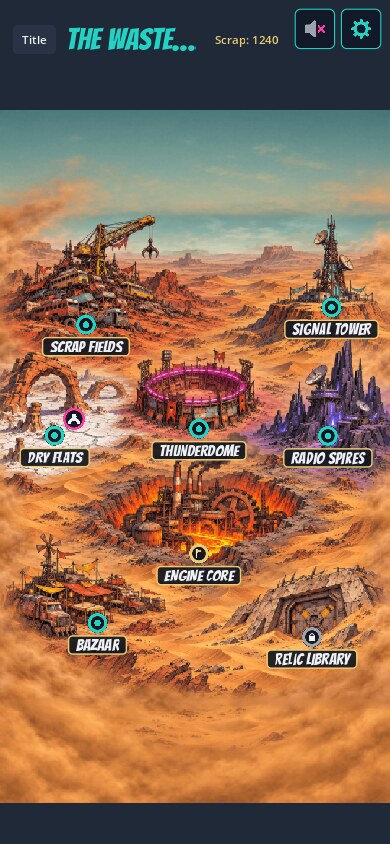 Title
THE WASTE...
Scrap: 1240
SCRAP FIELDS
SIGNAL TOWER
DRY FLATS
THUNDERDOME
RADIO SPIRES
ENGINE CORE
BAZAAR
RELIC LIBRARY